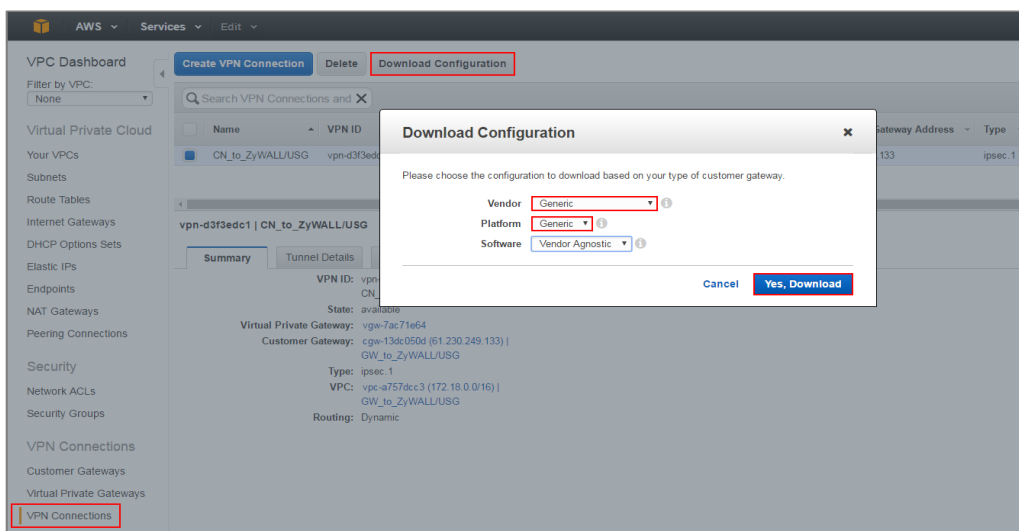 AWS Services Edit
VPC Dashboard
Filter by VPC:
None
Virtual Private Cloud
Your VPCs
Subnets
Route Tables
Internet Gateways
DHCP Options Sets
Elastic IPs
Endpoints
NAT Gateways
Peering Connections
Security
Network ACLs
Security Groups
VPN Connections
Customer Gateways
Virtual Private Gateways
VPN Connections
Create VPN Connection Delete Download Configuration
Search VPN Connections and X
Name VPN ID Gateway Address Type
CN_to_ZyWALL/USG vpn-d3f3edc .133 ipsec.1
Download Configuration
Please choose the configuration to download based on your type of customer gateway.
Vendor Generic
Platform Generic
Software Vendor Agnostic
Cancel Yes, Download
vpn-d3f3edc1 | CN_to_ZyWALL/USG
Summary Tunnel Details
VPN ID: vpn-
CN_
State: available
Virtual Private Gateway: vgw-7ac71e64
Customer Gateway: cgw-13dc050d (61.230.249.133) |
GW_to_ZyWALL/USG
Type: ipsec.1
VPC: vpc-a757dcc3 (172.18.0.0/16) |
GW_to_ZyWALL/USG
Routing: Dynamic